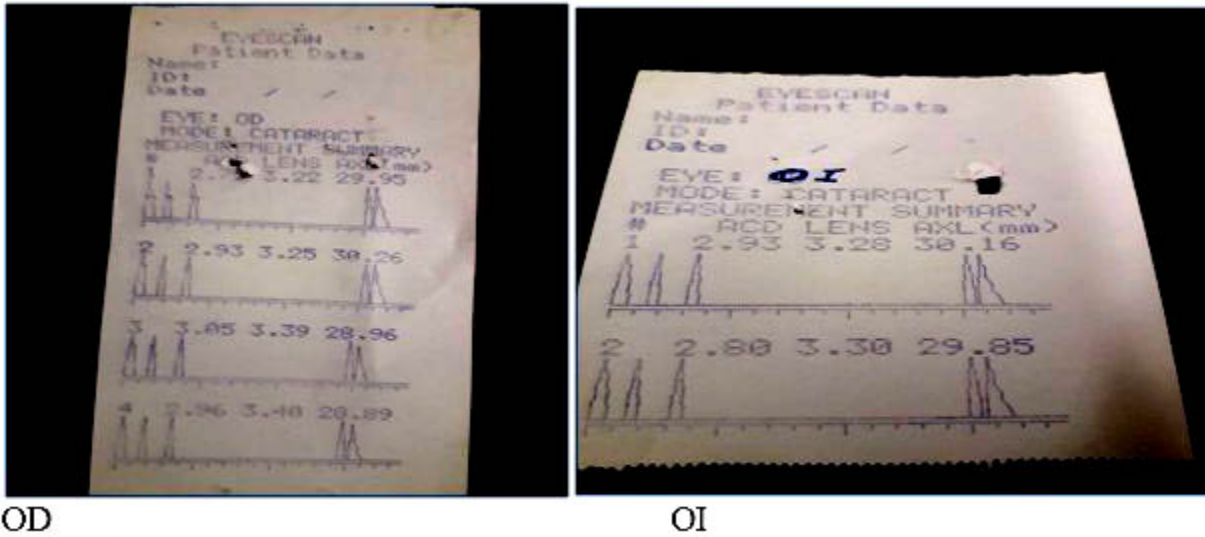 EYESCAN
Patient Data
Name:
ID:
Date / /
EYE: OD
MODE: CATARACT
MEASUREMENT SUMMARY
# ACD LENS AXL(mm)
1 3.22 29.95
2 2.93 3.25 30.26
3 3.05 3.39 28.96
4 2.96 3.40 28.89
OD
EYESCAN
Patient Data
Name:
ID:
Date / /
EYE: OI
MODE: CATARACT
MEASUREMENT SUMMARY
# ACD LENS AXL(mm)
1 2.93 3.28 30.16
2 2.80 3.30 29.85
OI